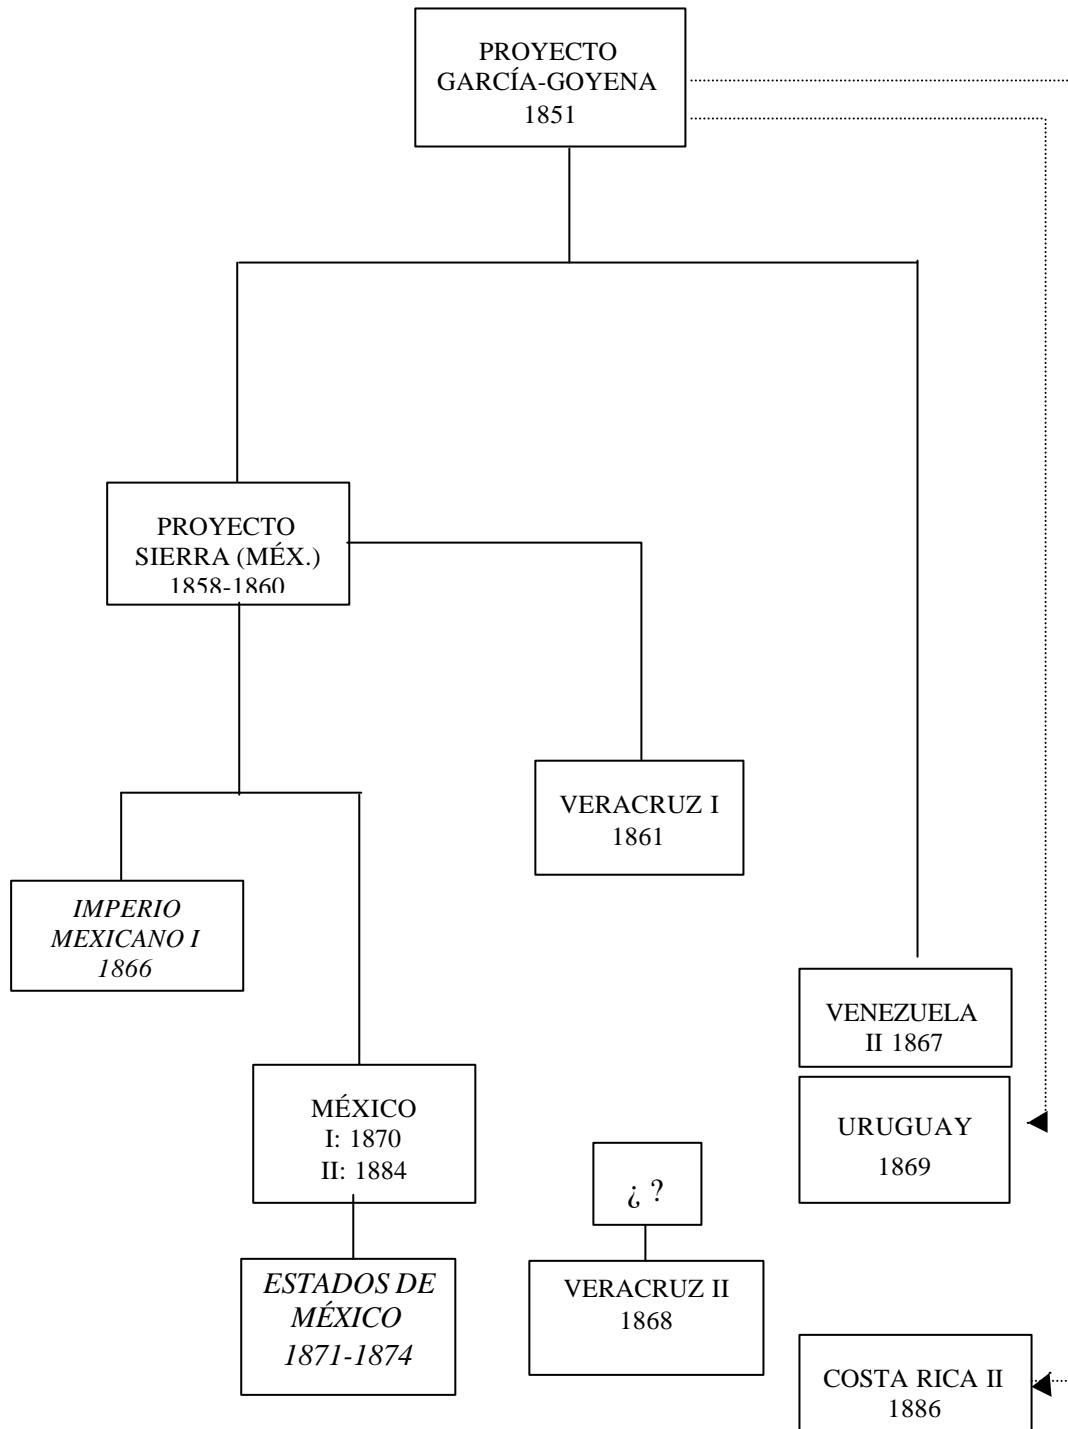 PROYECTO
GARCÍA-GOYENA
1851
PROYECTO
SIERRA (MÉX.)
1858-1860
VERACRUZ I
1861
IMPERIO
MEXICANO I
1866
VENEZUELA
II 1867
MÉXICO
I: 1870
II: 1884
URUGUAY
1869
¿ ?
ESTADOS DE
MÉXICO
1871-1874
VERACRUZ II
1868
COSTA RICA II
1886